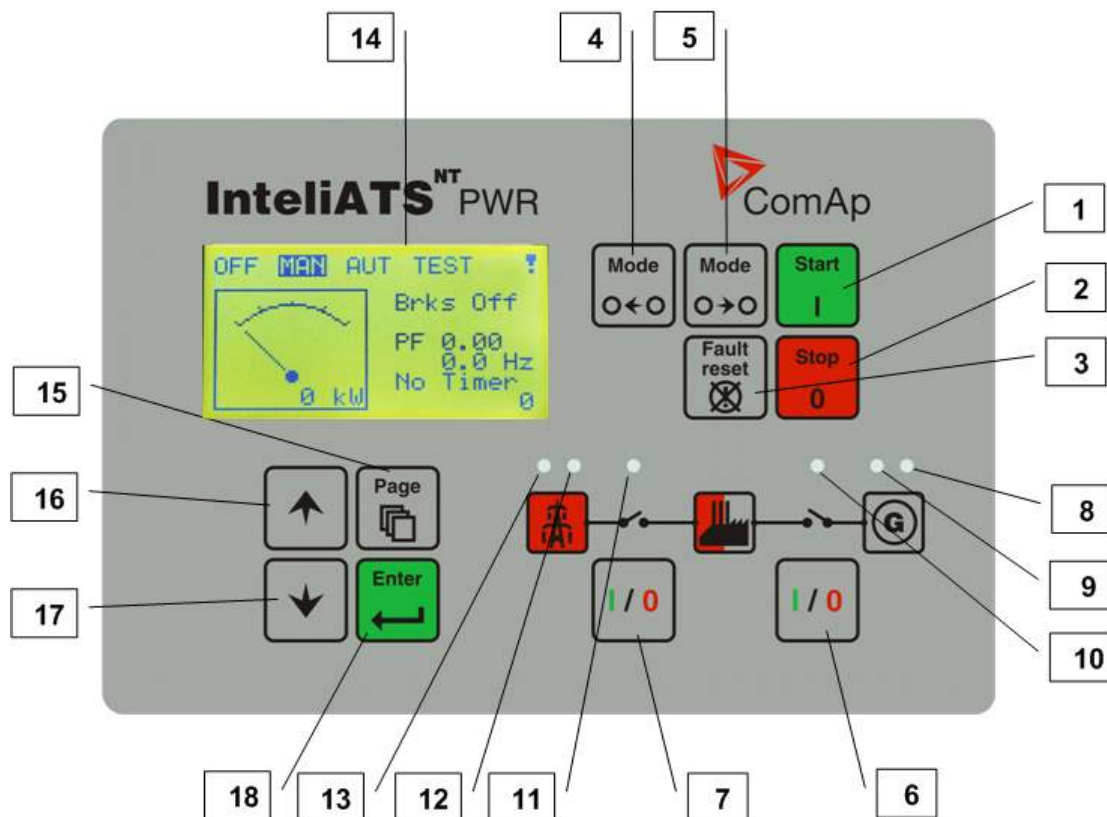 14
4
5
InteliATS NT PWR
ComAp
1
OFF MAN AUT TEST !
Mode
Mode
Start
I
Brks Off
PF 0.00
0.0 Hz
No Timer
0 kW
0
2
Fault
reset
Stop
0
3
15
16
Page
8
G
Enter
17
9
I / 0
I / 0
10
18
13
12
11
7
6